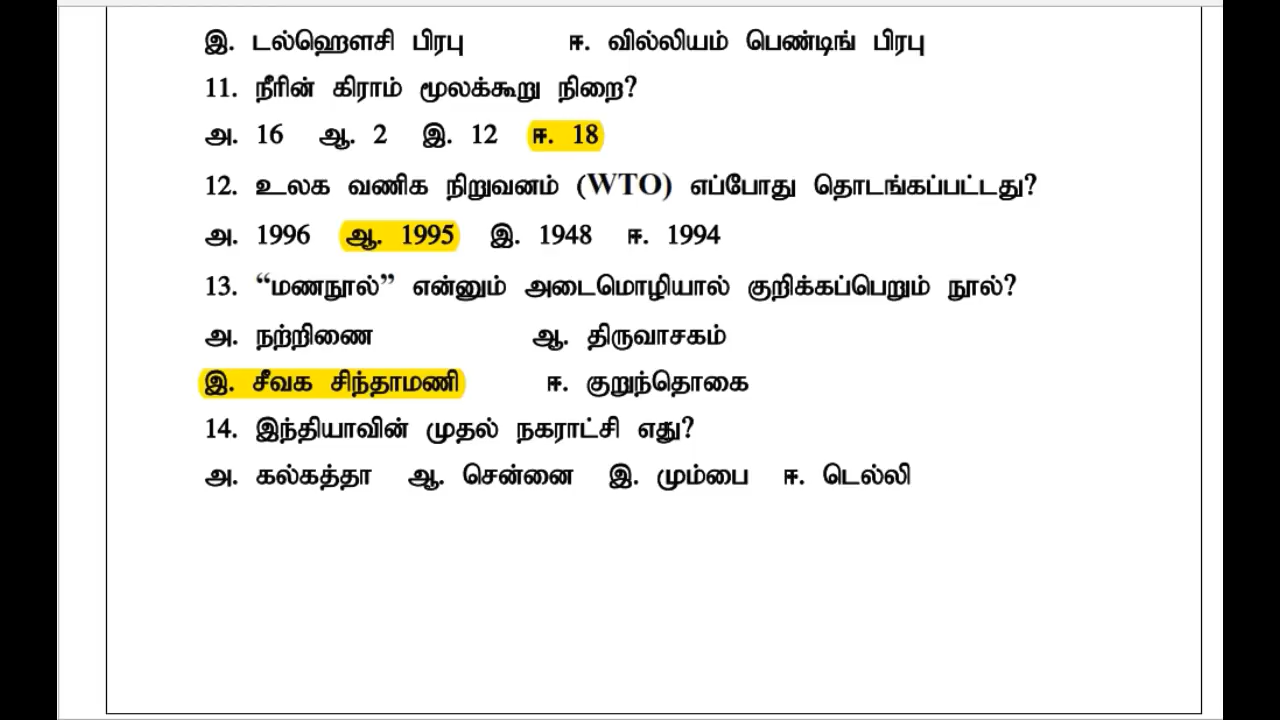 இ. டல்ஹௌசி பிரபு ஈ. வில்லியம் பெண்டிங் பிரபு
11. நீரின் கிராம் மூலக்கூறு நிறை?
அ. 16 ஆ. 2 இ. 12 ஈ. 18
12. உலக வணிக நிறுவனம் (WTO) எப்போது தொடங்கப்பட்டது?
அ. 1996 ஆ. 1995 இ. 1948 ஈ. 1994
13. “மணநூல்” என்னும் அடைமொழியால் குறிக்கப்பெறும் நூல்?
அ. நற்றிணை ஆ. திருவாசகம்
இ. சீவக சிந்தாமணி ஈ. குறுந்தொகை
14. இந்தியாவின் முதல் நகராட்சி எது?
அ. கல்கத்தா ஆ. சென்னை இ. மும்பை ஈ. டெல்லி